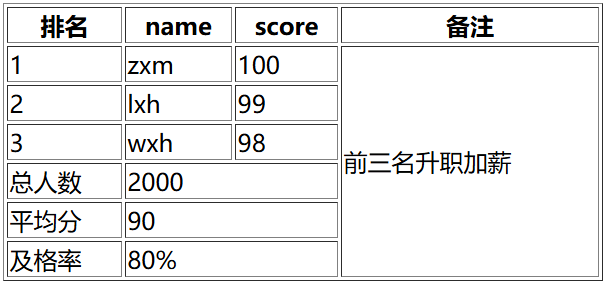 排名 name score 备注
1 zxm 100
2 lxh 99
3 wxh 98
前三名升职加薪
总人数 2000
平均分 90
及格率 80%